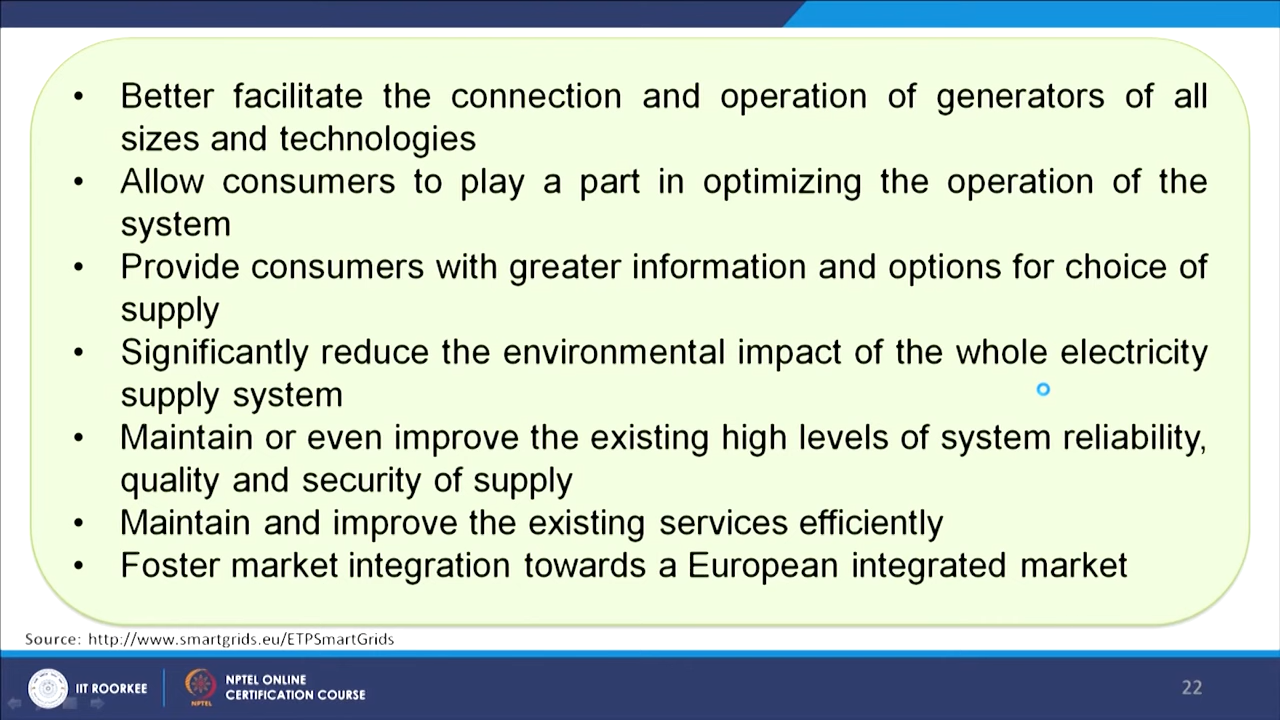 • Better facilitate the connection and operation of generators of all
sizes and technologies
• Allow consumers to play a part in optimizing the operation of the
system
• Provide consumers with greater information and options for choice of
supply
• Significantly reduce the environmental impact of the whole electricity
supply system
• Maintain or even improve the existing high levels of system reliability,
quality and security of supply
• Maintain and improve the existing services efficiently
• Foster market integration towards a European integrated market
Source: http://www.smartgrids.eu/ETPSmartGrids
IIT ROORKEE
NPTEL
NPTEL ONLINE
CERTIFICATION COURSE
22